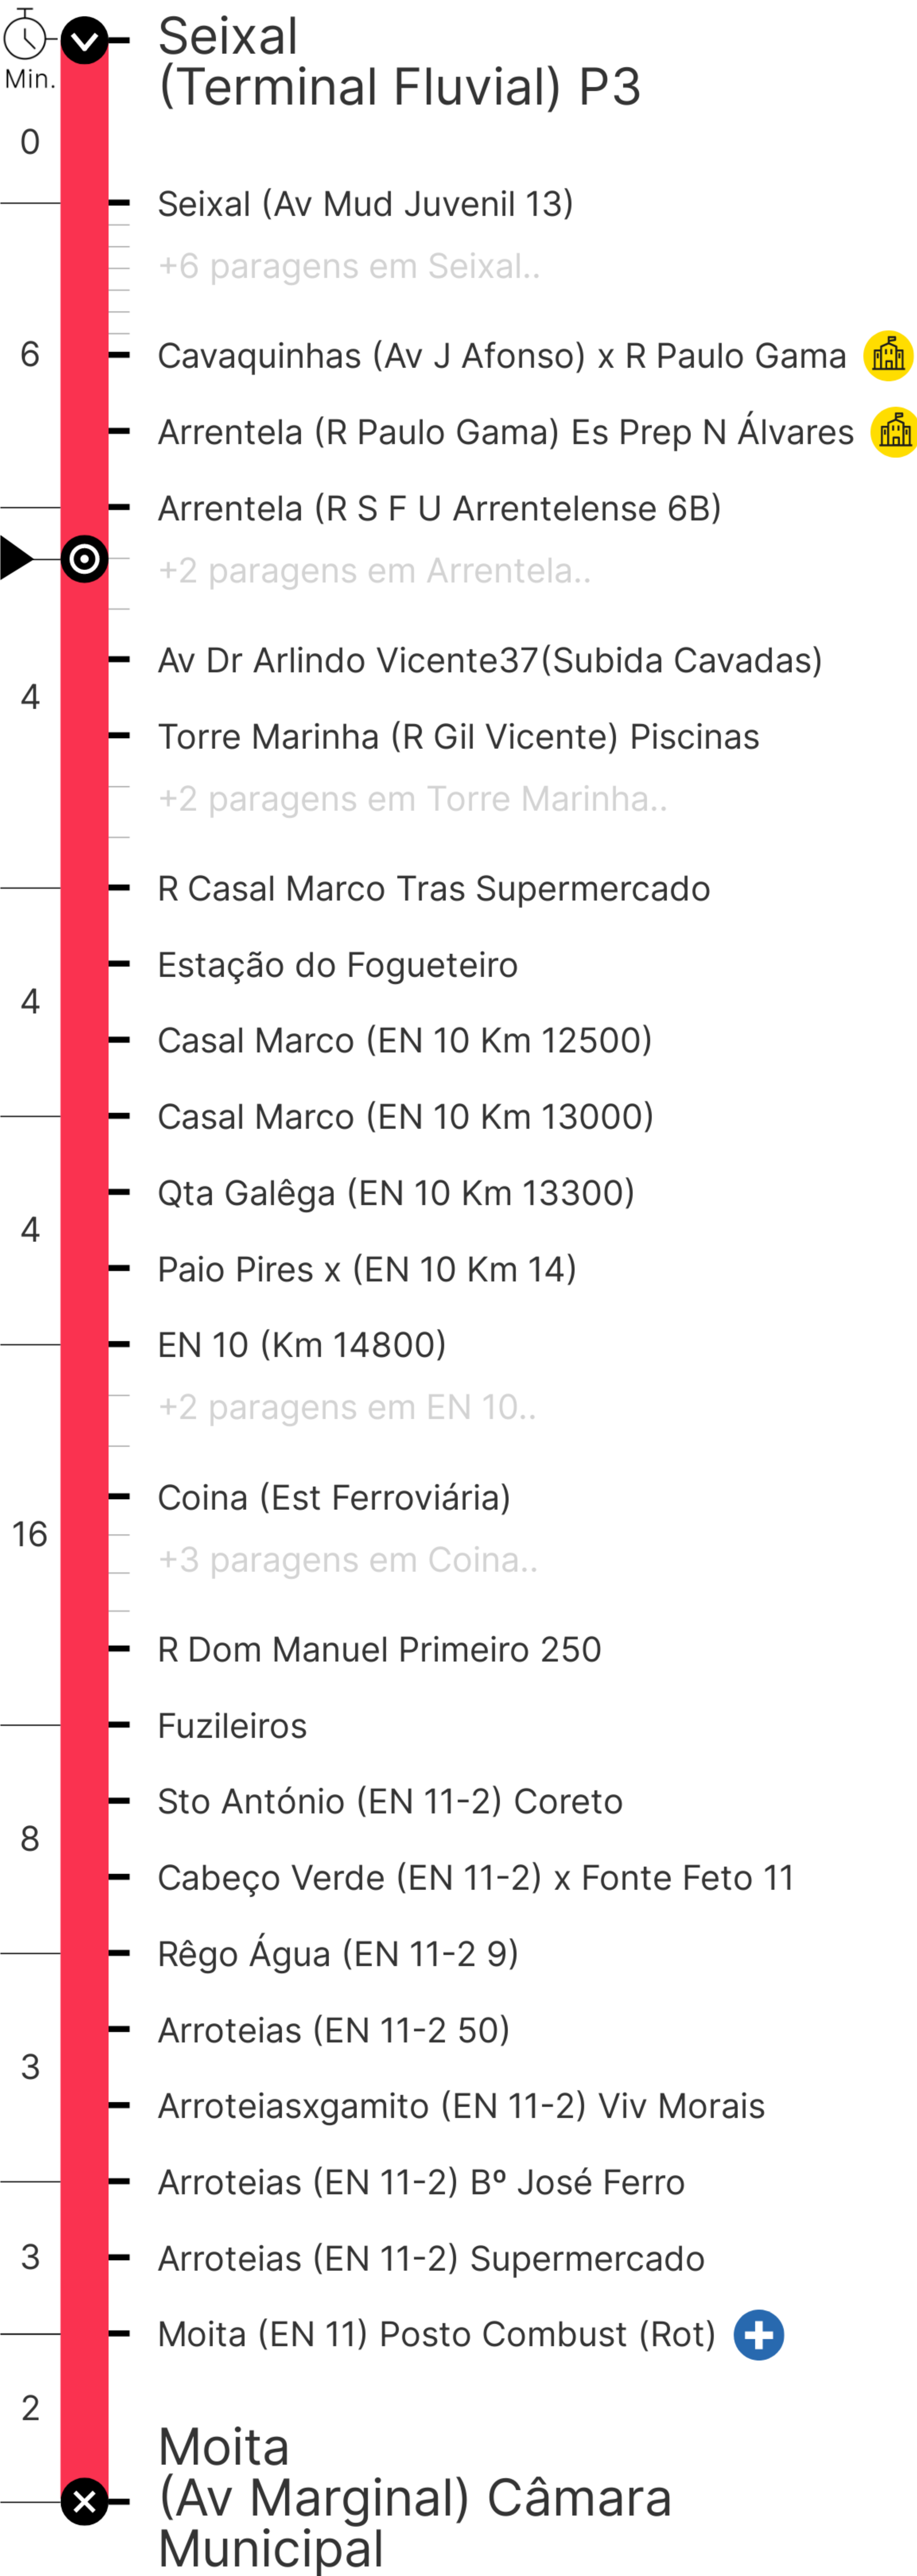 Seixal
(Terminal Fluvial) P3
Min.
0
Seixal (Av Mud Juvenil 13)
+6 paragens em Seixal..
6
Cavaquinhas (Av J Afonso) x R Paulo Gama
Arrentela (R Paulo Gama) Es Prep N Álvares
Arrentela (R S F U Arrentelense 6B)
+2 paragens em Arrentela..
Av Dr Arlindo Vicente37(Subida Cavadas)
4
Torre Marinha (R Gil Vicente) Piscinas
+2 paragens em Torre Marinha..
R Casal Marco Tras Supermercado
Estação do Fogueteiro
4
Casal Marco (EN 10 Km 12500)
Casal Marco (EN 10 Km 13000)
Qta Galêga (EN 10 Km 13300)
4
Paio Pires x (EN 10 Km 14)
EN 10 (Km 14800)
+2 paragens em EN 10..
Coina (Est Ferroviária)
16
+3 paragens em Coina..
R Dom Manuel Primeiro 250
Fuzileiros
Sto António (EN 11-2) Coreto
8
Cabeço Verde (EN 11-2) x Fonte Feto 11
Rêgo Água (EN 11-2 9)
Arroteias (EN 11-2 50)
3
Arroteiasxgamito (EN 11-2) Viv Morais
Arroteias (EN 11-2) Bº José Ferro
3
Arroteias (EN 11-2) Supermercado
Moita (EN 11) Posto Combust (Rot)
2
Moita
(Av Marginal) Câmara
Municipal